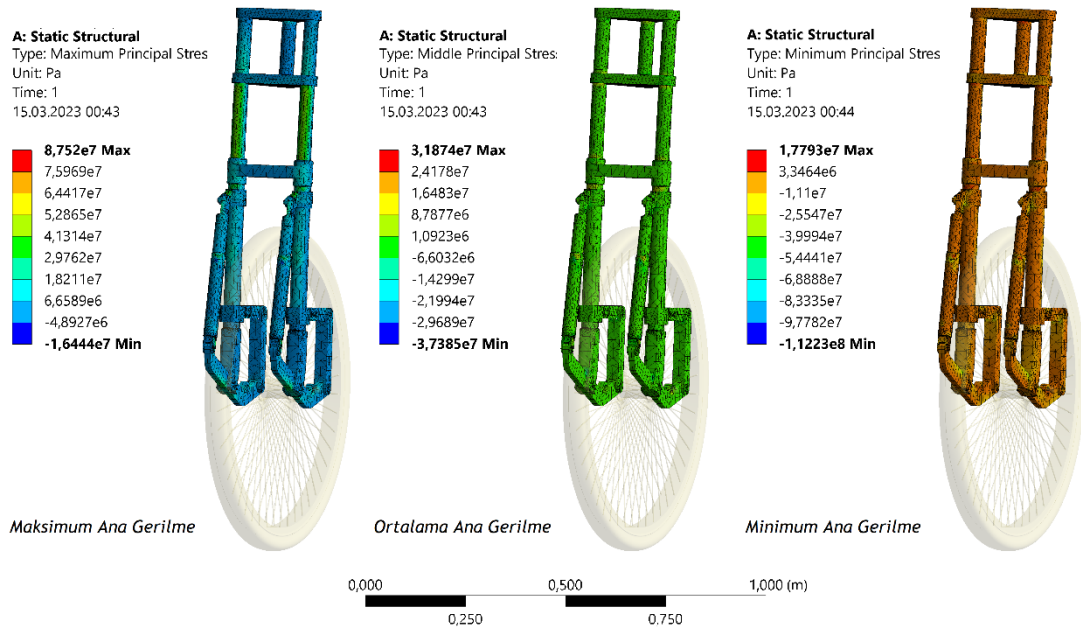 A: Static Structural
Type: Maximum Principal Stres
Unit: Pa
Time: 1
15.03.2023 00:43
8,752e7 Max
7,5969e7
6,4417e7
5,2865e7
4,1314e7
2,9762e7
1,8211e7
6,6589e6
-4,8927e6
-1,6444e7 Min
Maksimum Ana Gerilme
A: Static Structural
Type: Middle Principal Stres
Unit: Pa
Time: 1
15.03.2023 00:43
3,1874e7 Max
2,4178e7
1,6483e7
8,7877e6
1,0923e6
-6,6032e6
-1,4299e7
-2,1994e7
-2,9689e7
-3,7385e7 Min
Ortalama Ana Gerilme
A: Static Structural
Type: Minimum Principal Stres
Unit: Pa
Time: 1
15.03.2023 00:44
1,7793e7 Max
3,3464e6
-1,11e7
-2,5547e7
-3,9994e7
-5,4441e7
-6,8888e7
-8,3335e7
-9,7782e7
-1,1223e8 Min
Minimum Ana Gerilme
0,000 0,500 1,000 (m)
0,250 0.750